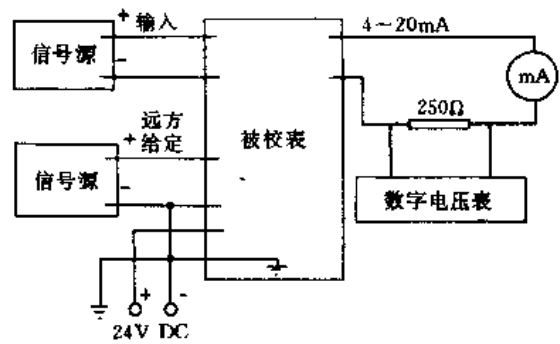 + 输入
信号源
-
4～20mA
mA
250Ω
远方
+ 给定
被校表
信号源
-
数字电压表
+ -
24V DC